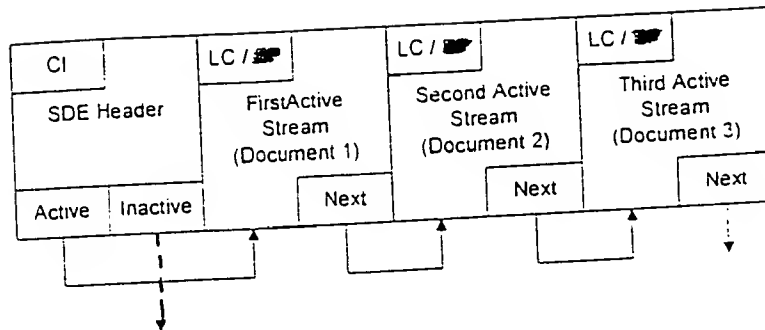 CI
SDE Header
Active
Inactive
LC /
FirstActive
Stream
(Document 1)
Next
LC /
Second Active
Stream
(Document 2)
Next
LC /
Third Active
Stream
(Document 3)
Next